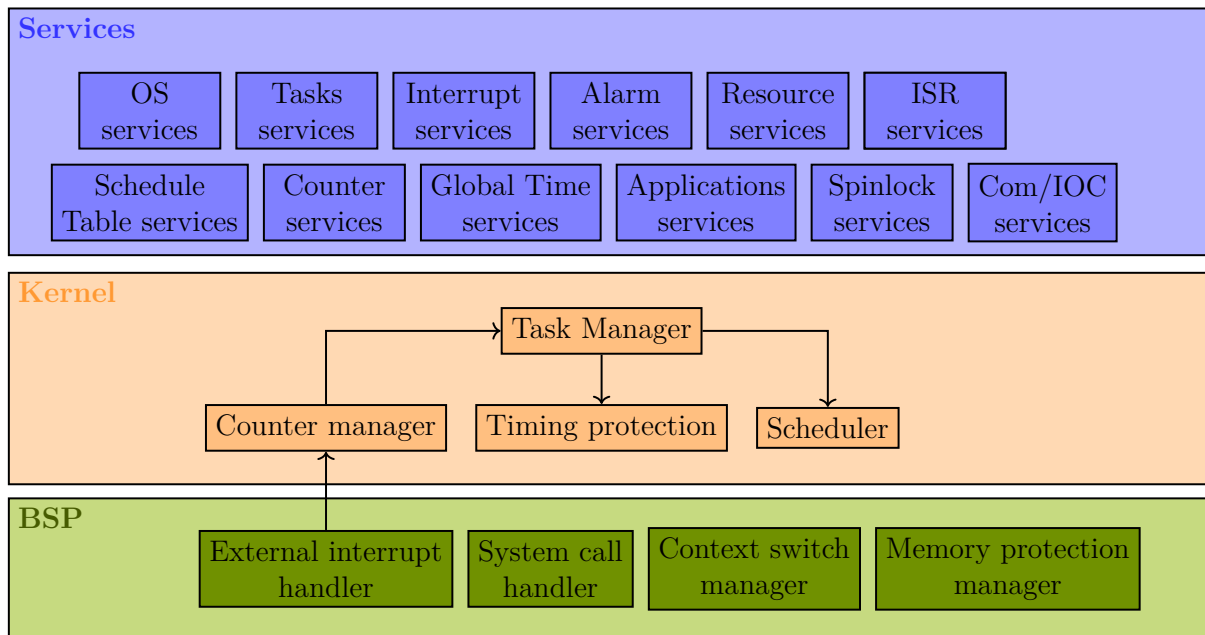 Services
OS
services
Tasks
services
Interrupt
services
Alarm
services
Resource
services
ISR
services
Schedule
Table services
Counter
services
Global Time
services
Applications
services
Spinlock
services
Com/IOC
services
Kernel
Task Manager
Counter manager
Timing protection
Scheduler
BSP
External interrupt
handler
System call
handler
Context switch
manager
Memory protection
manager